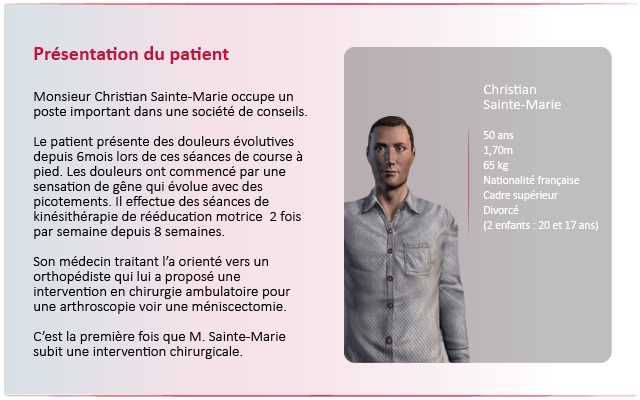 Présentation du patient
Monsieur Christian Sainte-Marie occupe un
poste important dans une société de conseils.
Le patient présente des douleurs évolutives
depuis 6mois lors de ces séances de course à
pied. Les douleurs ont commencé par une
sensation de gêne qui évolue avec des
picotements. Il effectue des séances de
kinésithérapie de rééducation motrice  2 fois
par semaine depuis 8 semaines.
Son médecin traitant l’a orienté vers un
orthopédiste qui lui a proposé une
intervention en chirurgie ambulatoire pour
une arthroscopie voir une méniscectomie.
C’est la première fois que M. Sainte-Marie
subit une intervention chirurgicale.
Christian
Sainte-Marie
50 ans
1,70m
65 kg
Nationalité française
Cadre supérieur
Divorcé
(2 enfants : 20 et 17 ans)